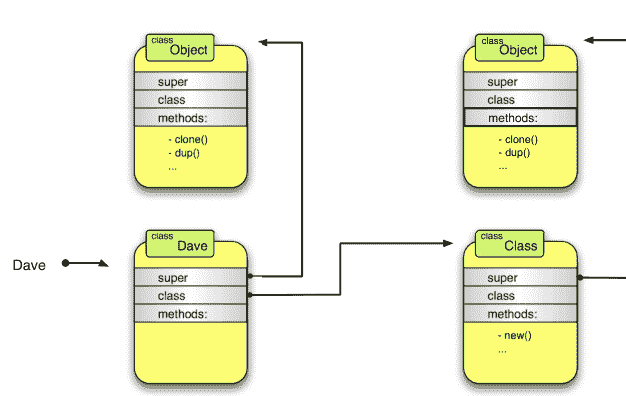 class
Object
super
class
methods:
- clone()
- dup()
...
class
Object
super
class
methods:
- clone()
- dup()
...
Dave
class
Dave
super
class
methods:
class
Class
super
class
methods:
- new()
...